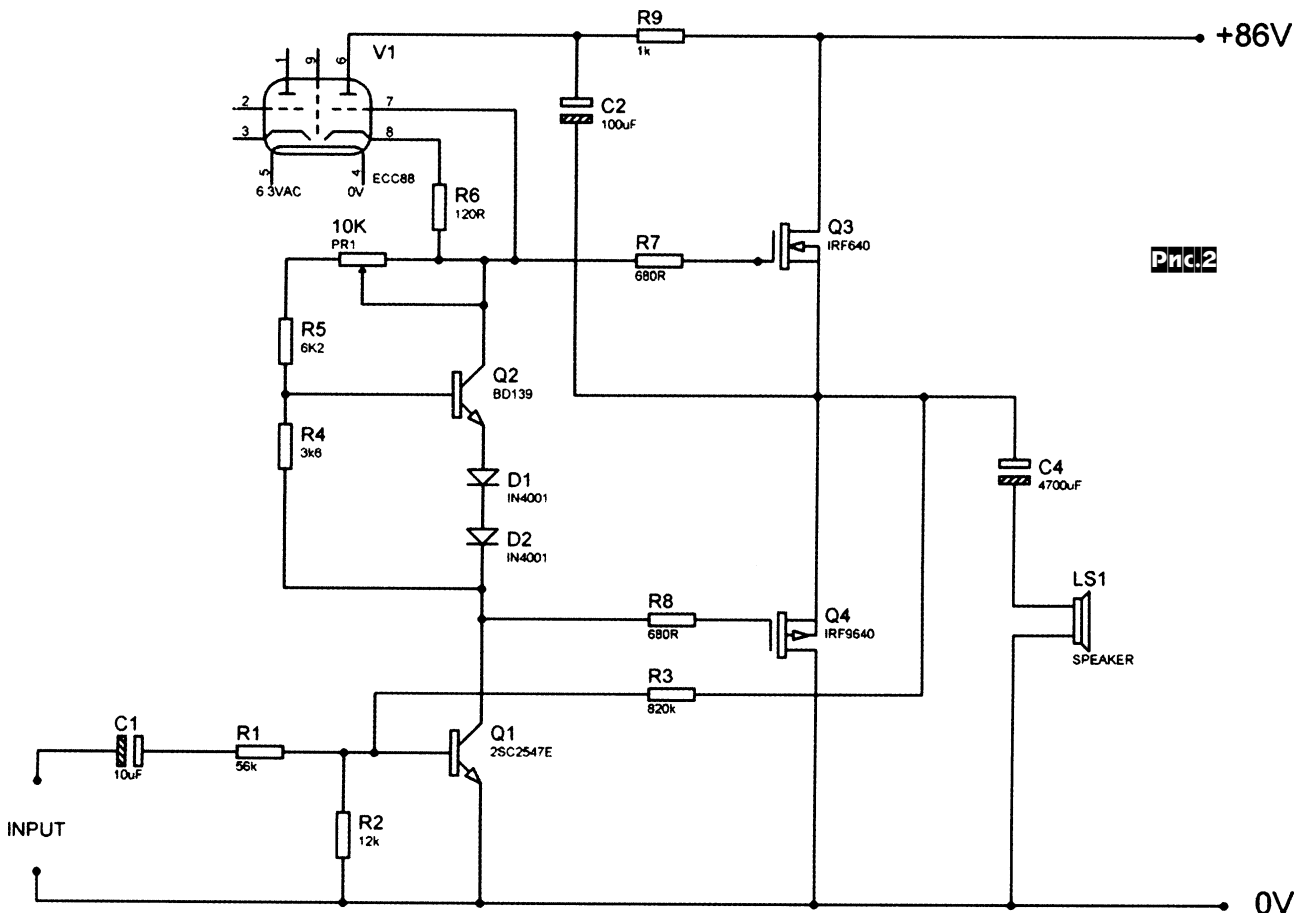 R9
1k
+86V
V1
1
9
6
2
7
3
8
5
4
6 3VAC
0V
ECC88
C2
100uF
R6
120R
10K
PR1
R7
680R
Q3
IRF640
Рис.2
R5
6K2
Q2
BD139
R4
3k6
D1
IN4001
D2
IN4001
C4
4700uF
R8
680R
Q4
IRF9640
LS1
SPEAKER
R3
820k
C1
10uF
R1
56k
Q1
2SC2547E
INPUT
R2
12k
0V